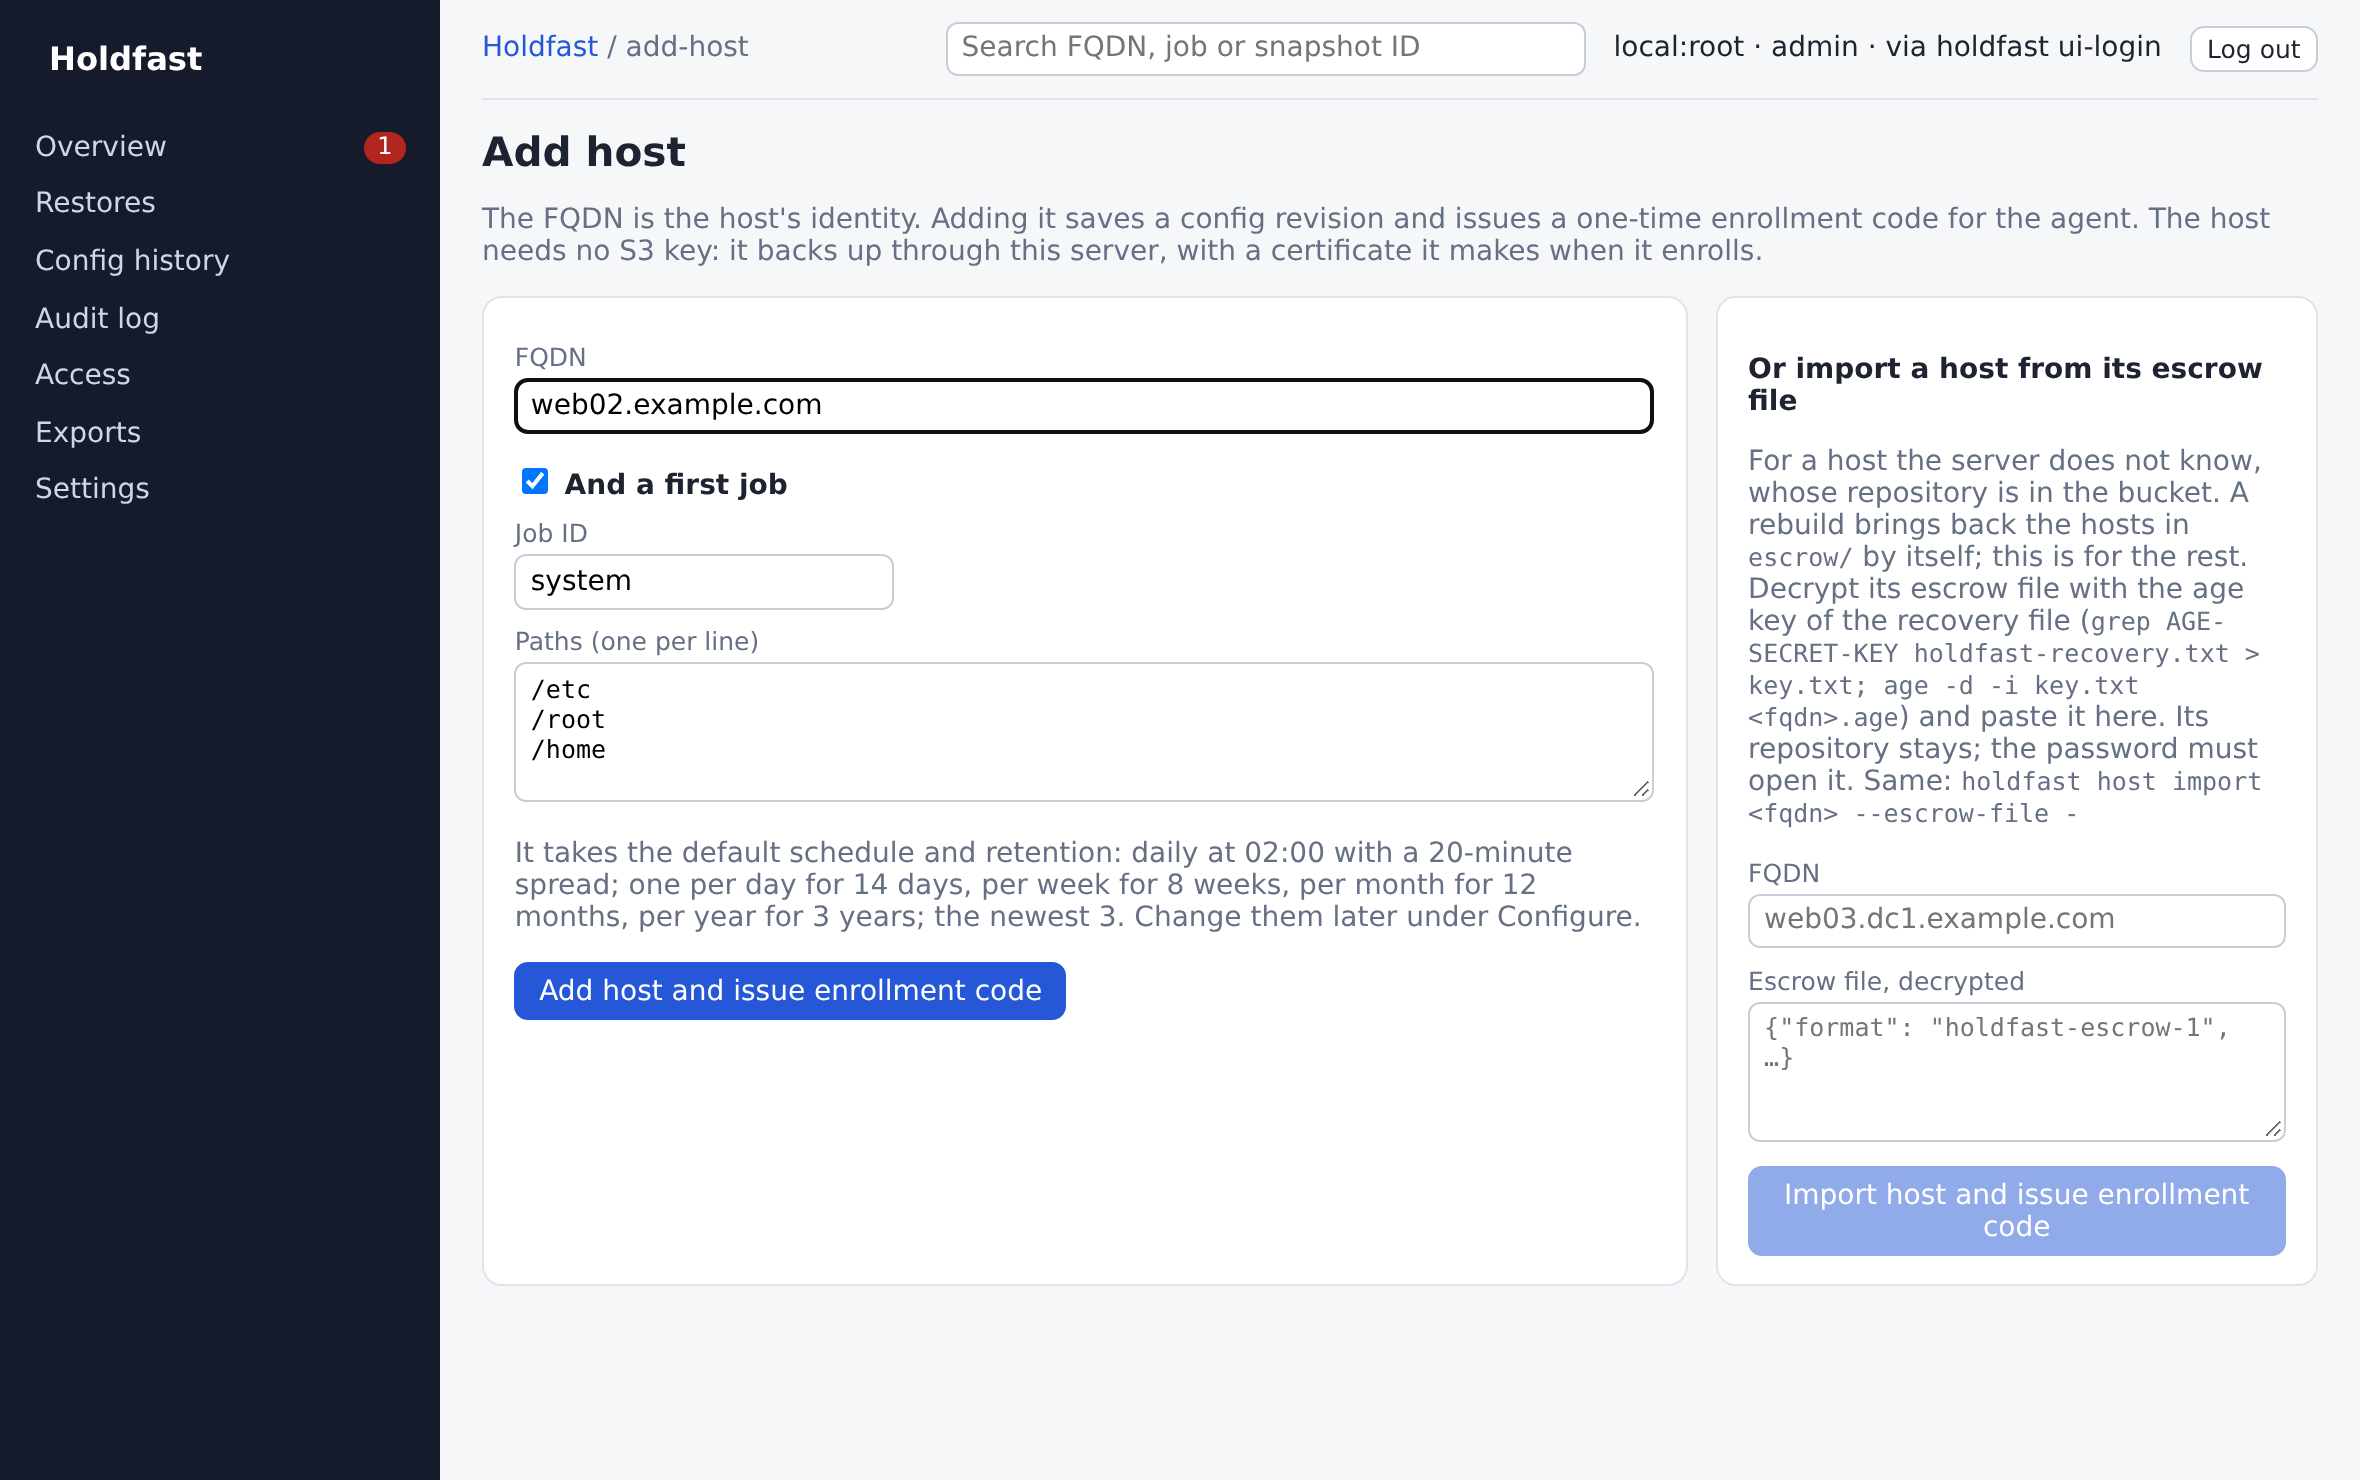 Holdfast
Overview 1
Restores
Config history
Audit log
Access
Exports
Settings
Holdfast / add-host
Search FQDN, job or snapshot ID
local:root · admin · via holdfast ui-login
Log out
Add host
The FQDN is the host's identity. Adding it saves a config revision and issues a one-time enrollment code for the agent. The host
needs no S3 key: it backs up through this server, with a certificate it makes when it enrolls.
FQDN
web02.example.com
And a first job
Job ID
system
Paths (one per line)
/etc
/root
/home
It takes the default schedule and retention: daily at 02:00 with a 20-minute
spread; one per day for 14 days, per week for 8 weeks, per month for 12
months, per year for 3 years; the newest 3. Change them later under Configure.
Add host and issue enrollment code
Or import a host from its escrow
file
For a host the server does not know,
whose repository is in the bucket. A
rebuild brings back the hosts in
escrow/ by itself; this is for the rest.
Decrypt its escrow file with the age
key of the recovery file (grep AGE-
SECRET-KEY holdfast-recovery.txt >
key.txt; age -d -i key.txt
<fqdn>.age) and paste it here. Its
repository stays; the password must
open it. Same: holdfast host import
<fqdn> --escrow-file -
FQDN
web03.dc1.example.com
Escrow file, decrypted
{"format": "holdfast-escrow-1",
…}
Import host and issue enrollment
code